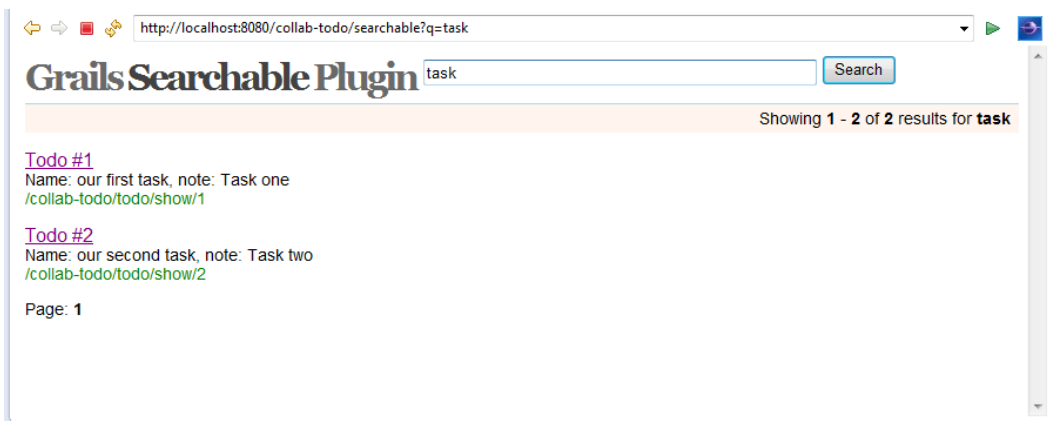 http://localhost:8080/collab-todo/searchable?q=task
Grails Searchable Plugin task Search
Showing 1 - 2 of 2 results for task
Todo #1
Name: our first task, note: Task one
/collab-todo/todo/show/1
Todo #2
Name: our second task, note: Task two
/collab-todo/todo/show/2
Page: 1